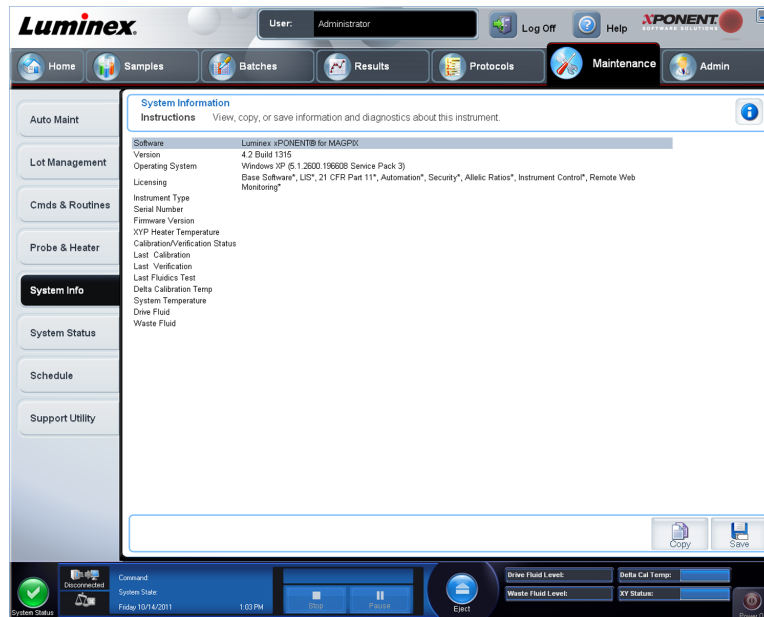 Luminex.
User: Administrator
Log Off
Help
XPONENT.
SOFTWARE SOLUTIONS
Home
Samples
Batches
Results
Protocols
Maintenance
Admin
Auto Maint
Lot Management
Cmds & Routines
Probe & Heater
System Info
System Status
Schedule
Support Utility
System Information
Instructions View, copy, or save information and diagnostics about this instrument.
Software Luminex xPONENT® for MAGPIX
Version 4.2 Build 1315
Operating System Windows XP (5.1.2600.196608 Service Pack 3)
Licensing Base Software*, LIS*, 21 CFR Part 11*, Automation*, Security*, Allelic Ratios*, Instrument Control*, Remote Web
Monitoring*
Instrument Type
Serial Number
Firmware Version
XYP Heater Temperature
Calibration/Verification Status
Last Calibration
Last Verification
Last Fluidics Test
Delta Calibration Temp
System Temperature
Drive Fluid
Waste Fluid
Copy
Save
System Status
Disconnected
Command:
System State:
Friday 10/14/2011 1:03 PM
Stop
Pause
Eject
Drive Fluid Level:
Delta Cal Temp:
Waste Fluid Level:
XY Status:
Power O